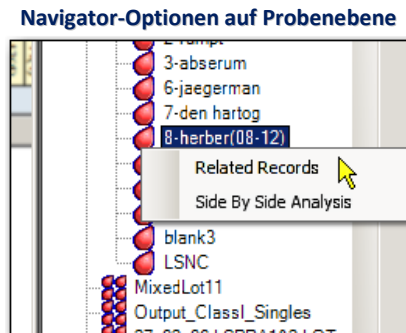 Navigator-Optionen auf Probenebene
3-abserum
6-jaegerman
7-den hartog
8-herber(08-12)
Related Records
Side By Side Analysis
blank3
LSNC
MixedLot11
Output_ClassI_Singles